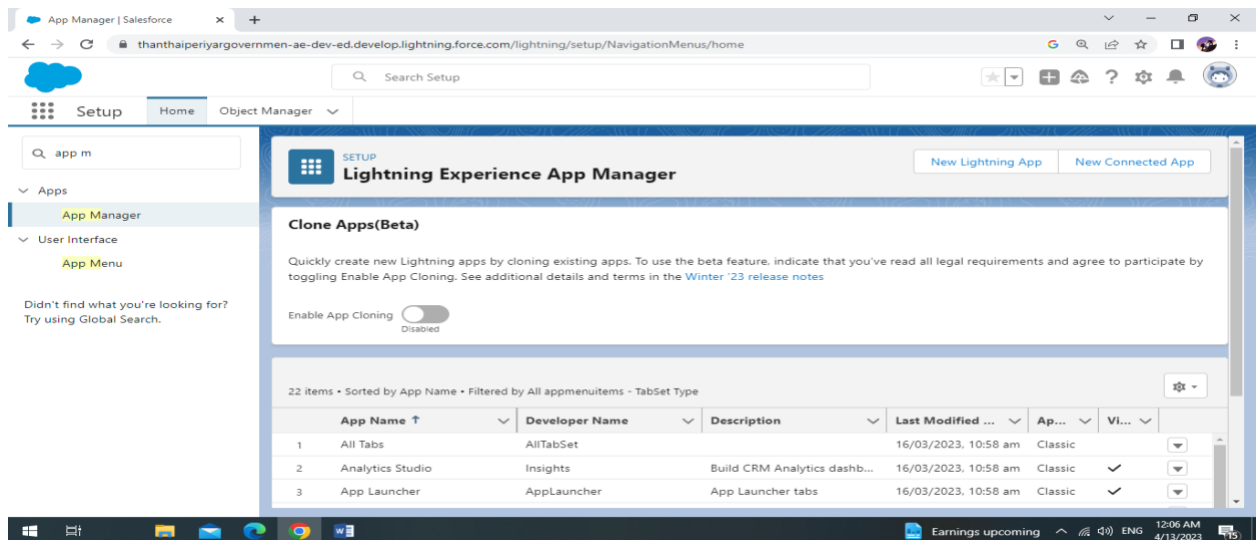 App Manager | Salesforce
thanthaiperiyargovernmen-ae-dev-ed.develop.lightning.force.com/lightning/setup/NavigationMenus/home
Search Setup
Setup Home Object Manager
app m
Apps
App Manager
User Interface
App Menu
Didn't find what you're looking for?
Try using Global Search.
SETUP
Lightning Experience App Manager
New Lightning App New Connected App
Clone Apps(Beta)
Quickly create new Lightning apps by cloning existing apps. To use the beta feature, indicate that you've read all legal requirements and agree to participate by
toggling Enable App Cloning. See additional details and terms in the Winter '23 release notes
Enable App Cloning
Disabled
22 items • Sorted by App Name • Filtered by All appmenuitems - TabSet Type
App Name ↑ Developer Name Description Last Modified ... Ap... Vi...
1 All Tabs AllTabSet 16/03/2023, 10:58 am Classic
2 Analytics Studio Insights Build CRM Analytics dashb... 16/03/2023, 10:58 am Classic
3 App Launcher AppLauncher App Launcher tabs 16/03/2023, 10:58 am Classic
Earnings upcoming ENG 12:06 AM
4/13/2023 15